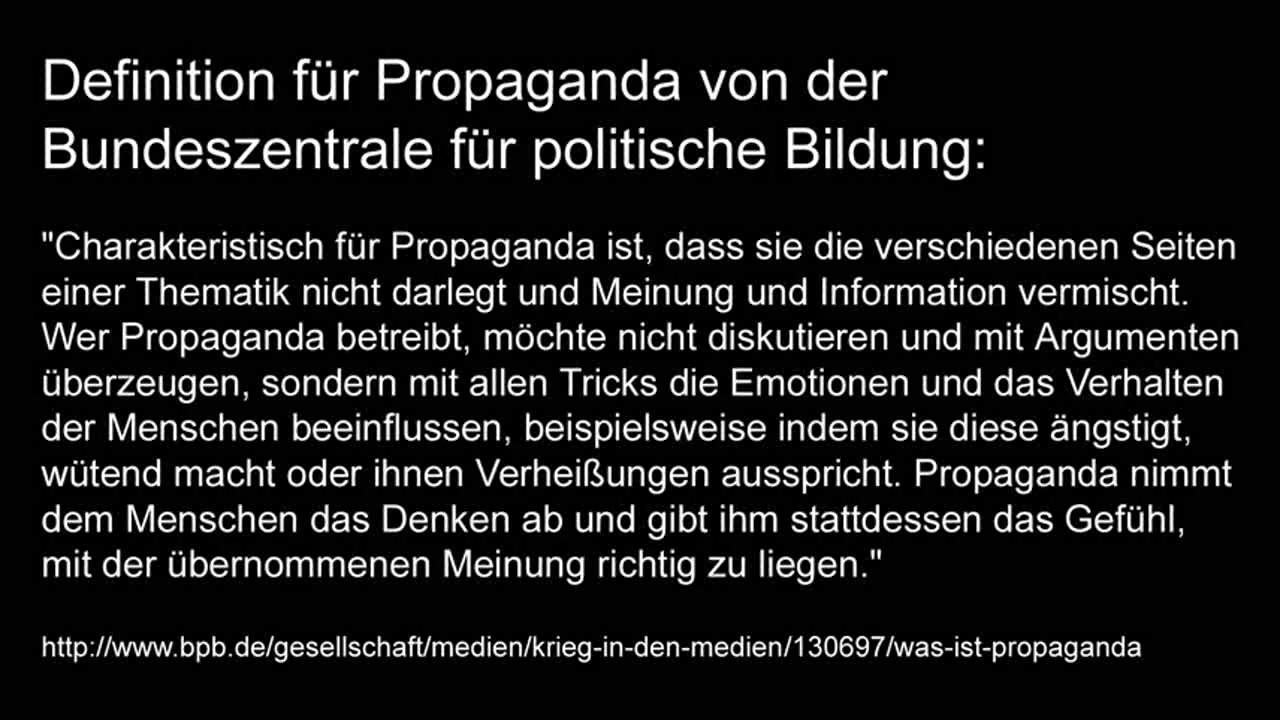 Definition für Propaganda von der
Bundeszentrale für politische Bildung:
"Charakteristisch für Propaganda ist, dass sie die verschiedenen Seiten
einer Thematik nicht darlegt und Meinung und Information vermischt.
Wer Propaganda betreibt, möchte nicht diskutieren und mit Argumenten
überzeugen, sondern mit allen Tricks die Emotionen und das Verhalten
der Menschen beeinflussen, beispielsweise indem sie diese ängstigt,
wütend macht oder ihnen Verheißungen ausspricht. Propaganda nimmt
dem Menschen das Denken ab und gibt ihm stattdessen das Gefühl,
mit der übernommenen Meinung richtig zu liegen."
http://www.bpb.de/gesellschaft/medien/krieg-in-den-medien/130697/was-ist-propaganda